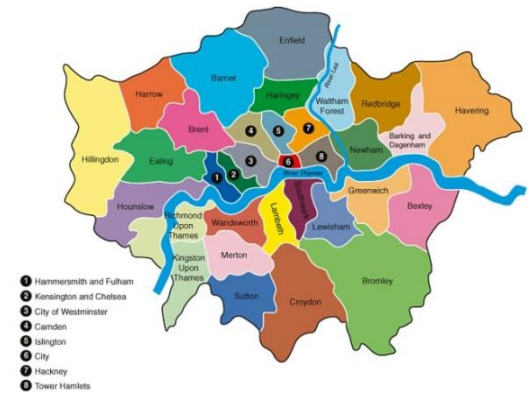 Enfield
River Lea
Barnet
Harrow
Haringey
Waltham
Forest
Redbridge
Havering
Brent
4
5
7
Barking and
Dagenham
Hillingdon
Ealing
3
6
8
Newham
1
2
River Thames
Greenwich
Hounslow
Southwark
Bexley
Richmond
Upon
Thames
Wandsworth
Lambeth
Lewisham
Kingston
Upon
Thames
Merton
Bromley
Sutton
Croydon
1 Hammersmith and Fulham
2 Kensington and Chelsea
3 City of Westminster
4 Camden
5 Islington
6 City
7 Hackney
8 Tower Hamlets